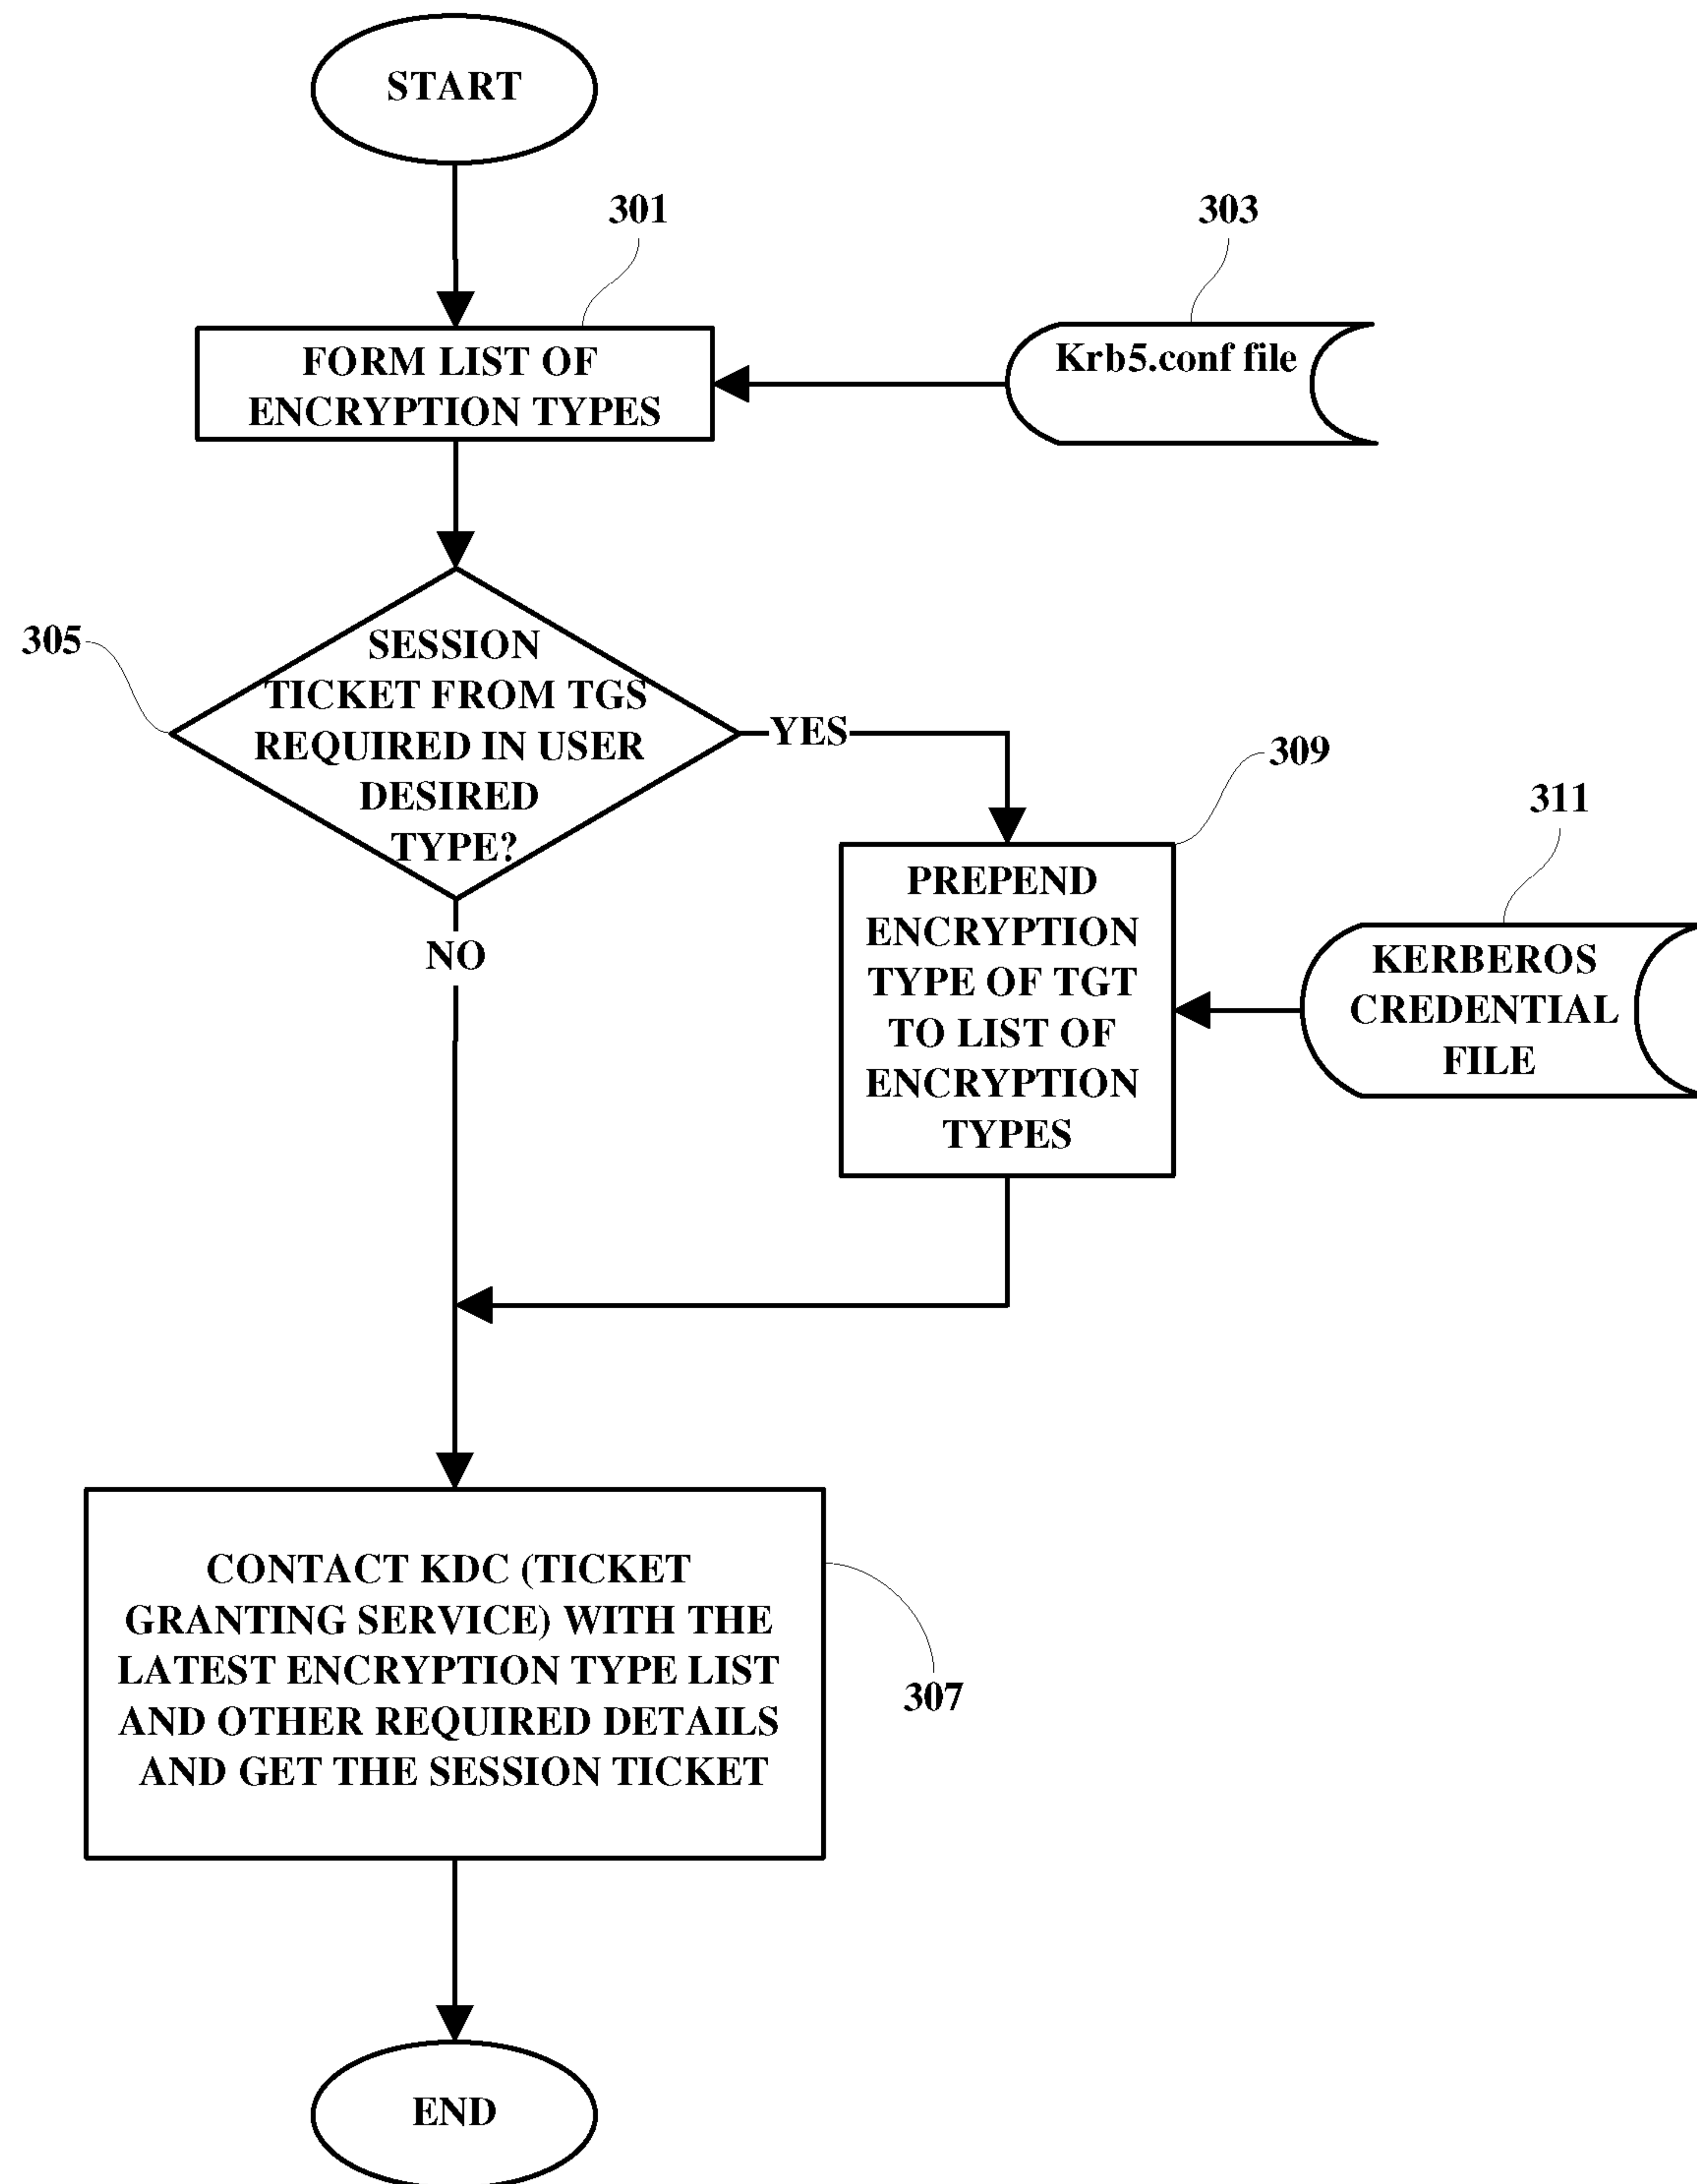 START
301
303
FORM LIST OF
ENCRYPTION TYPES
Krb5.conf file
305
SESSION
TICKET FROM TGS
REQUIRED IN USER
DESIRED
TYPE?
YES
NO
309
311
PREPEND
ENCRYPTION
TYPE OF TGT
TO LIST OF
ENCRYPTION
TYPES
KERBEROS
CREDENTIAL
FILE
CONTACT KDC (TICKET
GRANTING SERVICE) WITH THE
LATEST ENCRYPTION TYPE LIST
AND OTHER REQUIRED DETAILS
AND GET THE SESSION TICKET
307
END